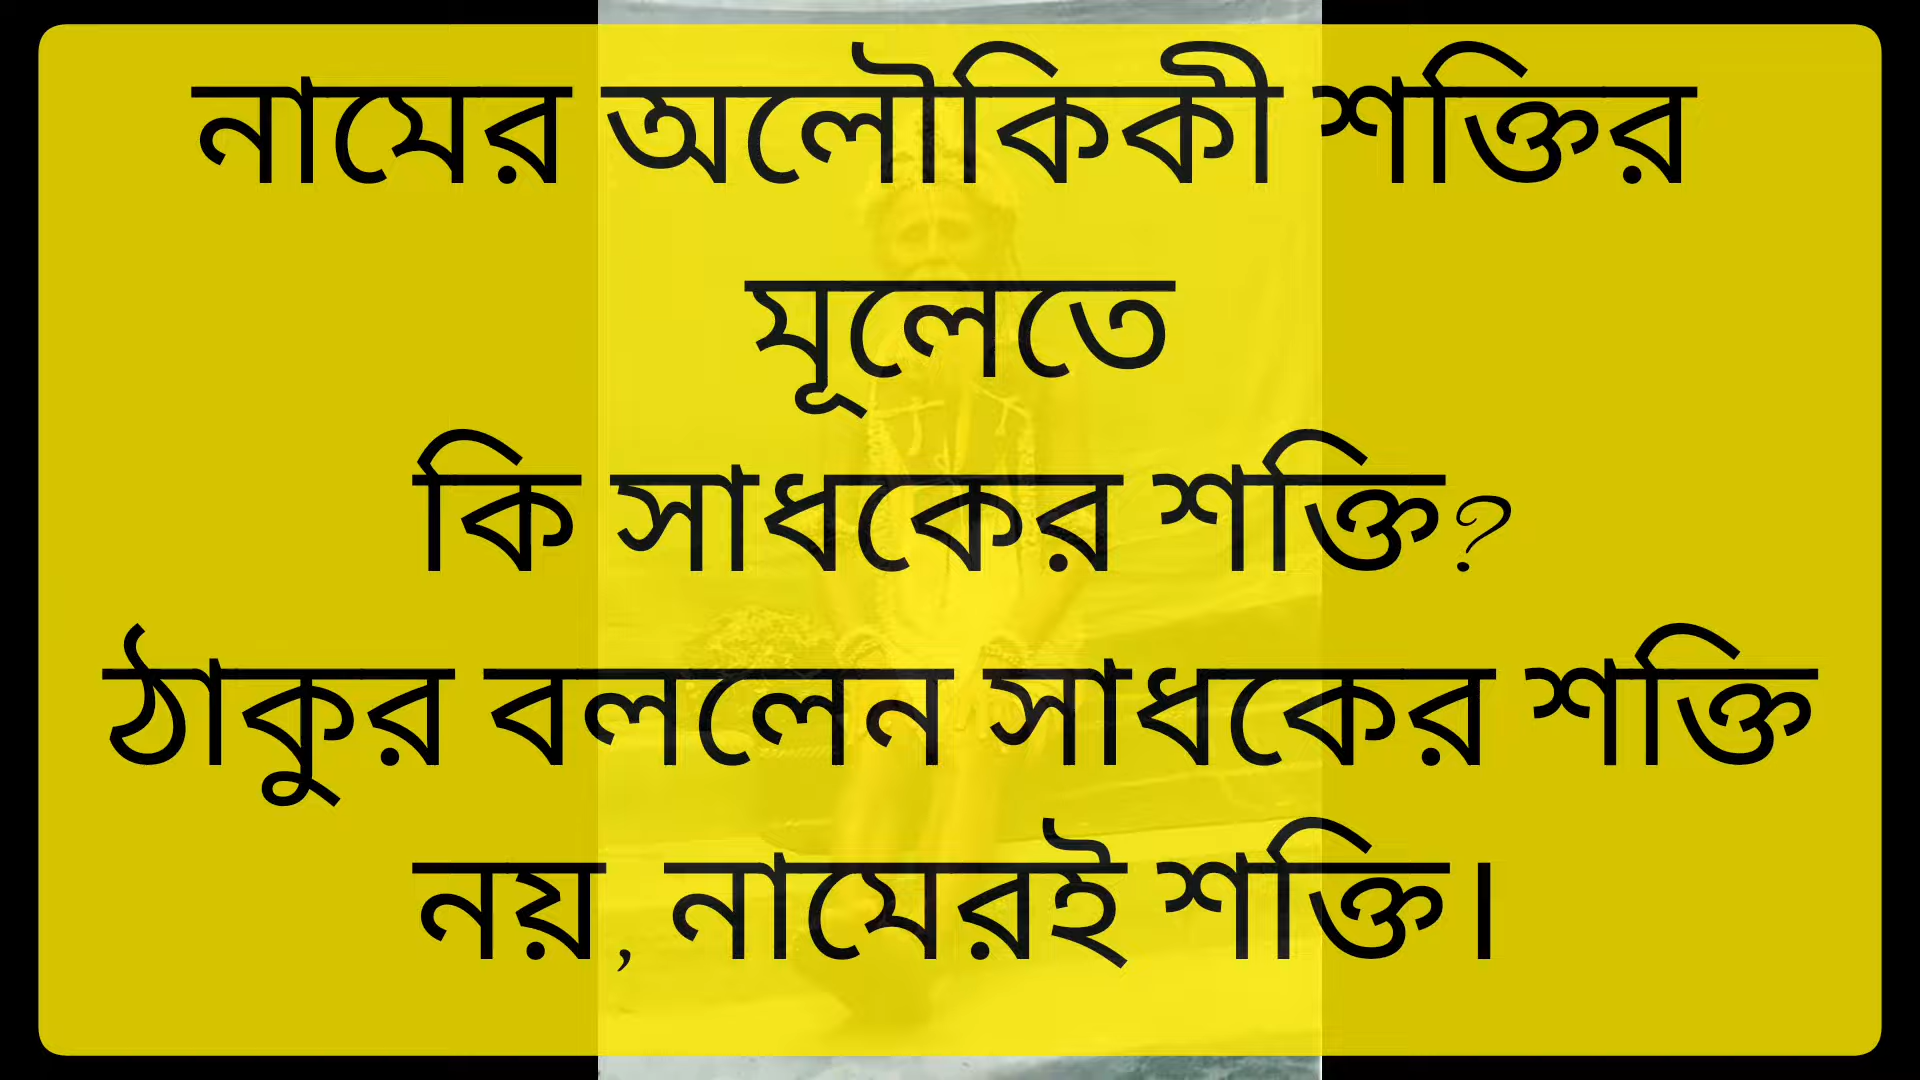 নামের অলৌকিকী শক্তির
মূলেতে
কি সাধকের শক্তি?
ঠাকুর বললেন সাধকের শক্তি
নয়, নামেরই শক্তি।